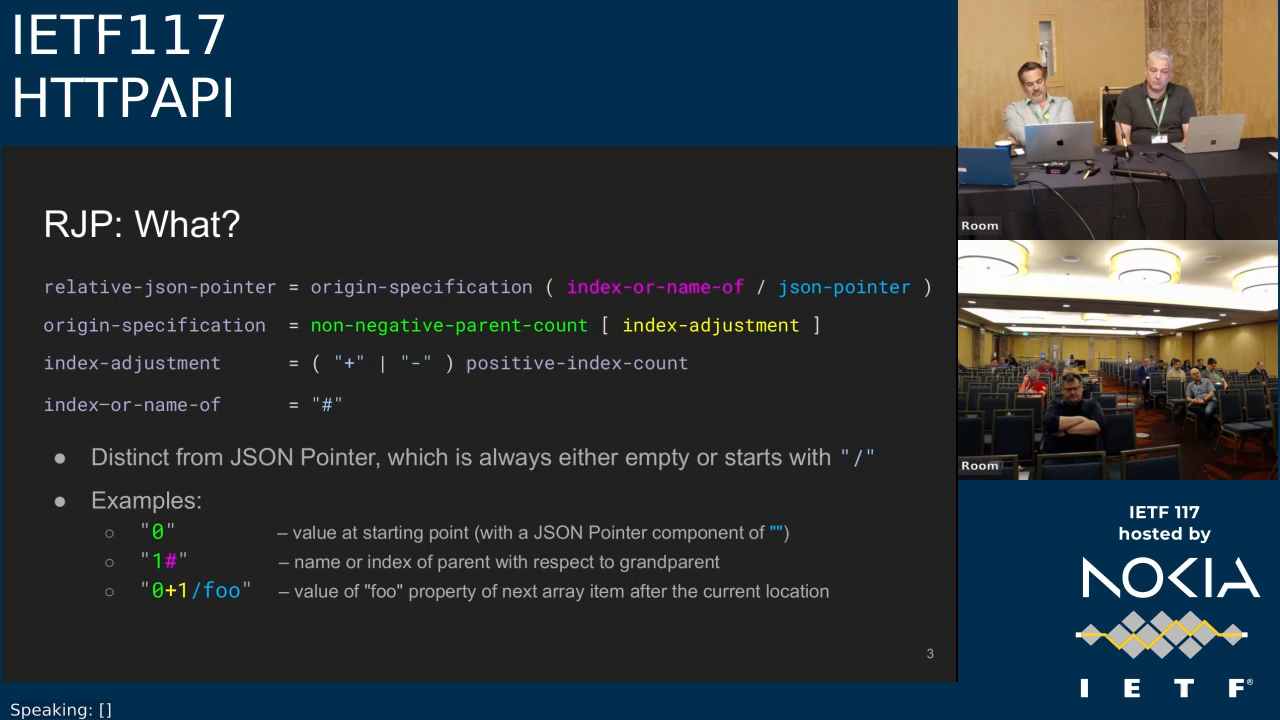 IETF117
HTTPAPI
RJP: What?
relative-json-pointer = origin-specification ( index-or-name-of / json-pointer )
origin-specification = non-negative-parent-count [ index-adjustment ]
index-adjustment = ( "+" | "-" ) positive-index-count
index-or-name-of = "#"
● Distinct from JSON Pointer, which is always either empty or starts with "/"
● Examples:
○ "0" – value at starting point (with a JSON Pointer component of "")
○ "1#" – name or index of parent with respect to grandparent
○ "0+1/foo" – value of "foo" property of next array item after the current location
3
Speaking: []
Room
Room
IETF 117
hosted by
NOKIA
IETF®